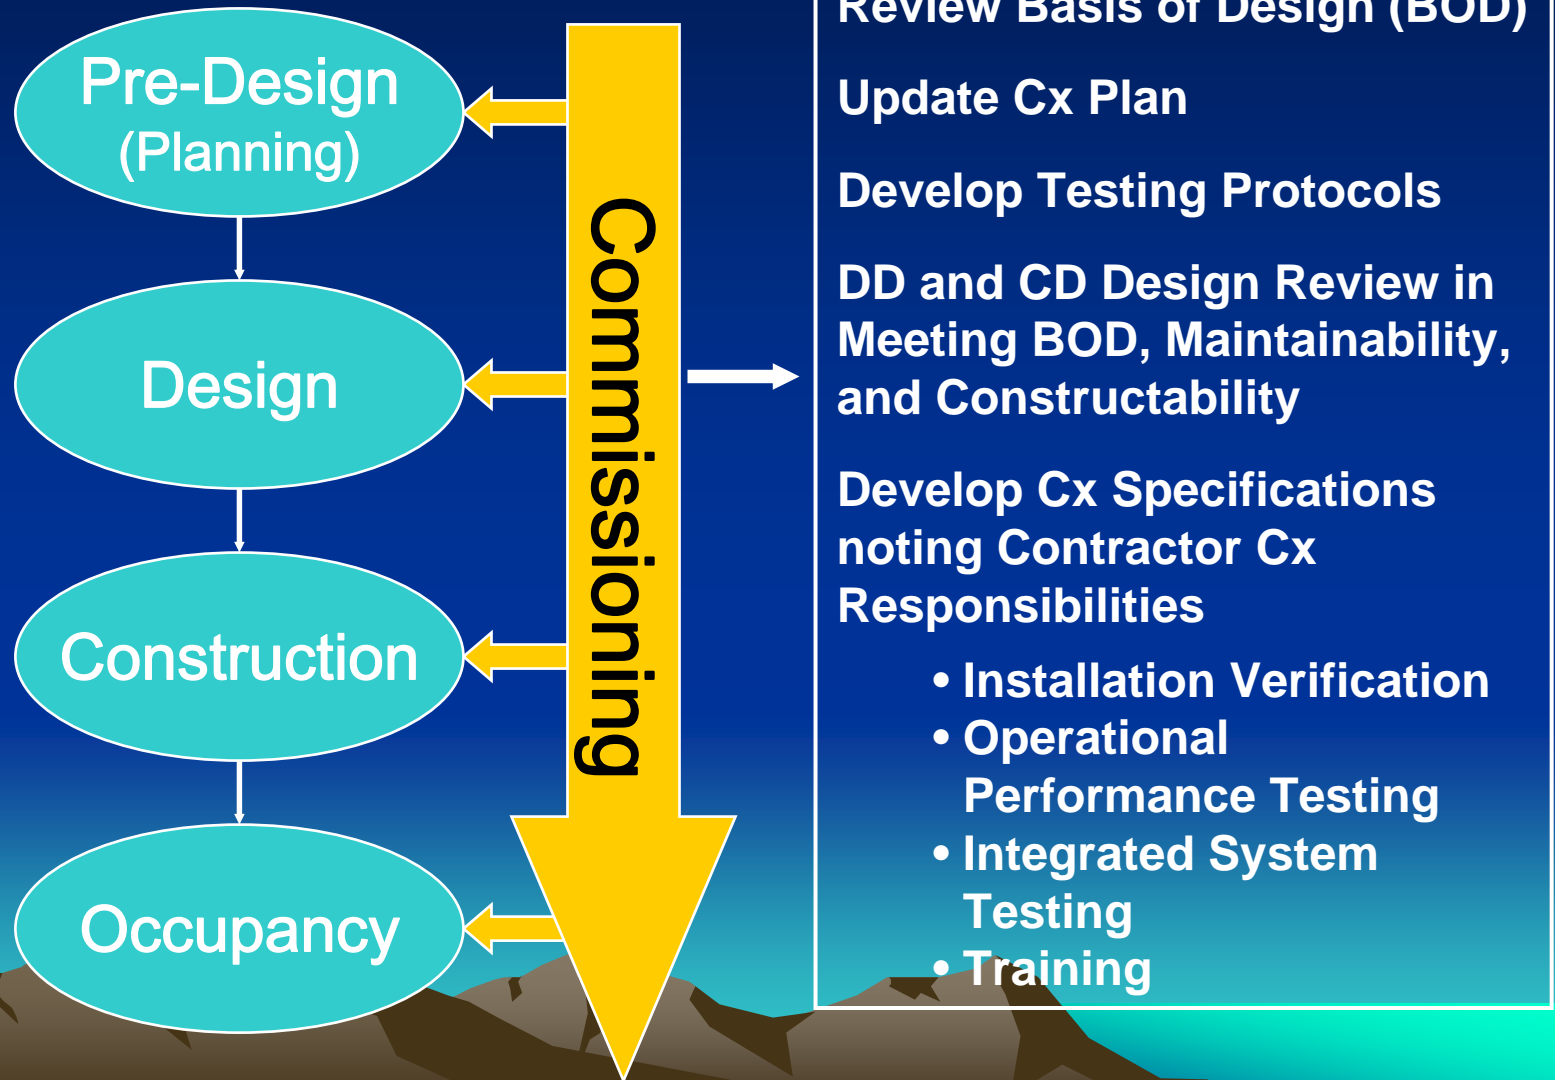 Pre-Design
(Planning)
Design
Construction
Occupancy
Commissioning
Review Basis of Design (BOD)
Update Cx Plan
Develop Testing Protocols
DD and CD Design Review in
Meeting BOD, Maintainability,
and Constructability
Develop Cx Specifications
noting Contractor Cx
Responsibilities
• Installation Verification
• Operational
Performance Testing
• Integrated System
Testing
• Training